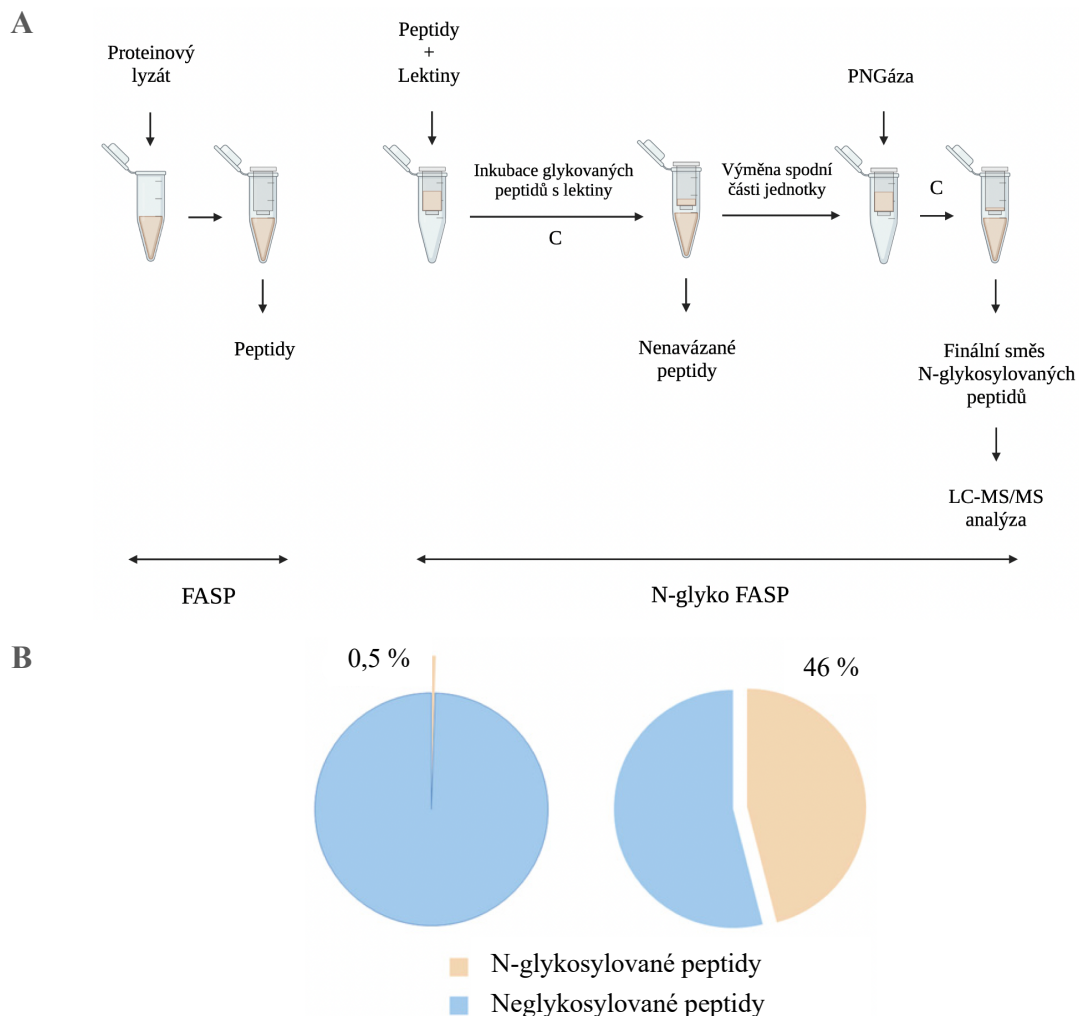 A
Proteinový
lyzát
Peptidy
FASP
Peptidy
+
Lektiny
Inkubace glykovaných
peptidů s lektiny
C
Nenavázané
peptidy
Výměna spodní
části jednotky
PNGáza
C
Finální směs
N-glykosylovaných
peptidů
LC-MS/MS
analýza
N-glyko FASP
B
0,5 %
46 %
N-glykosylované peptidy
Neglykosylované peptidy